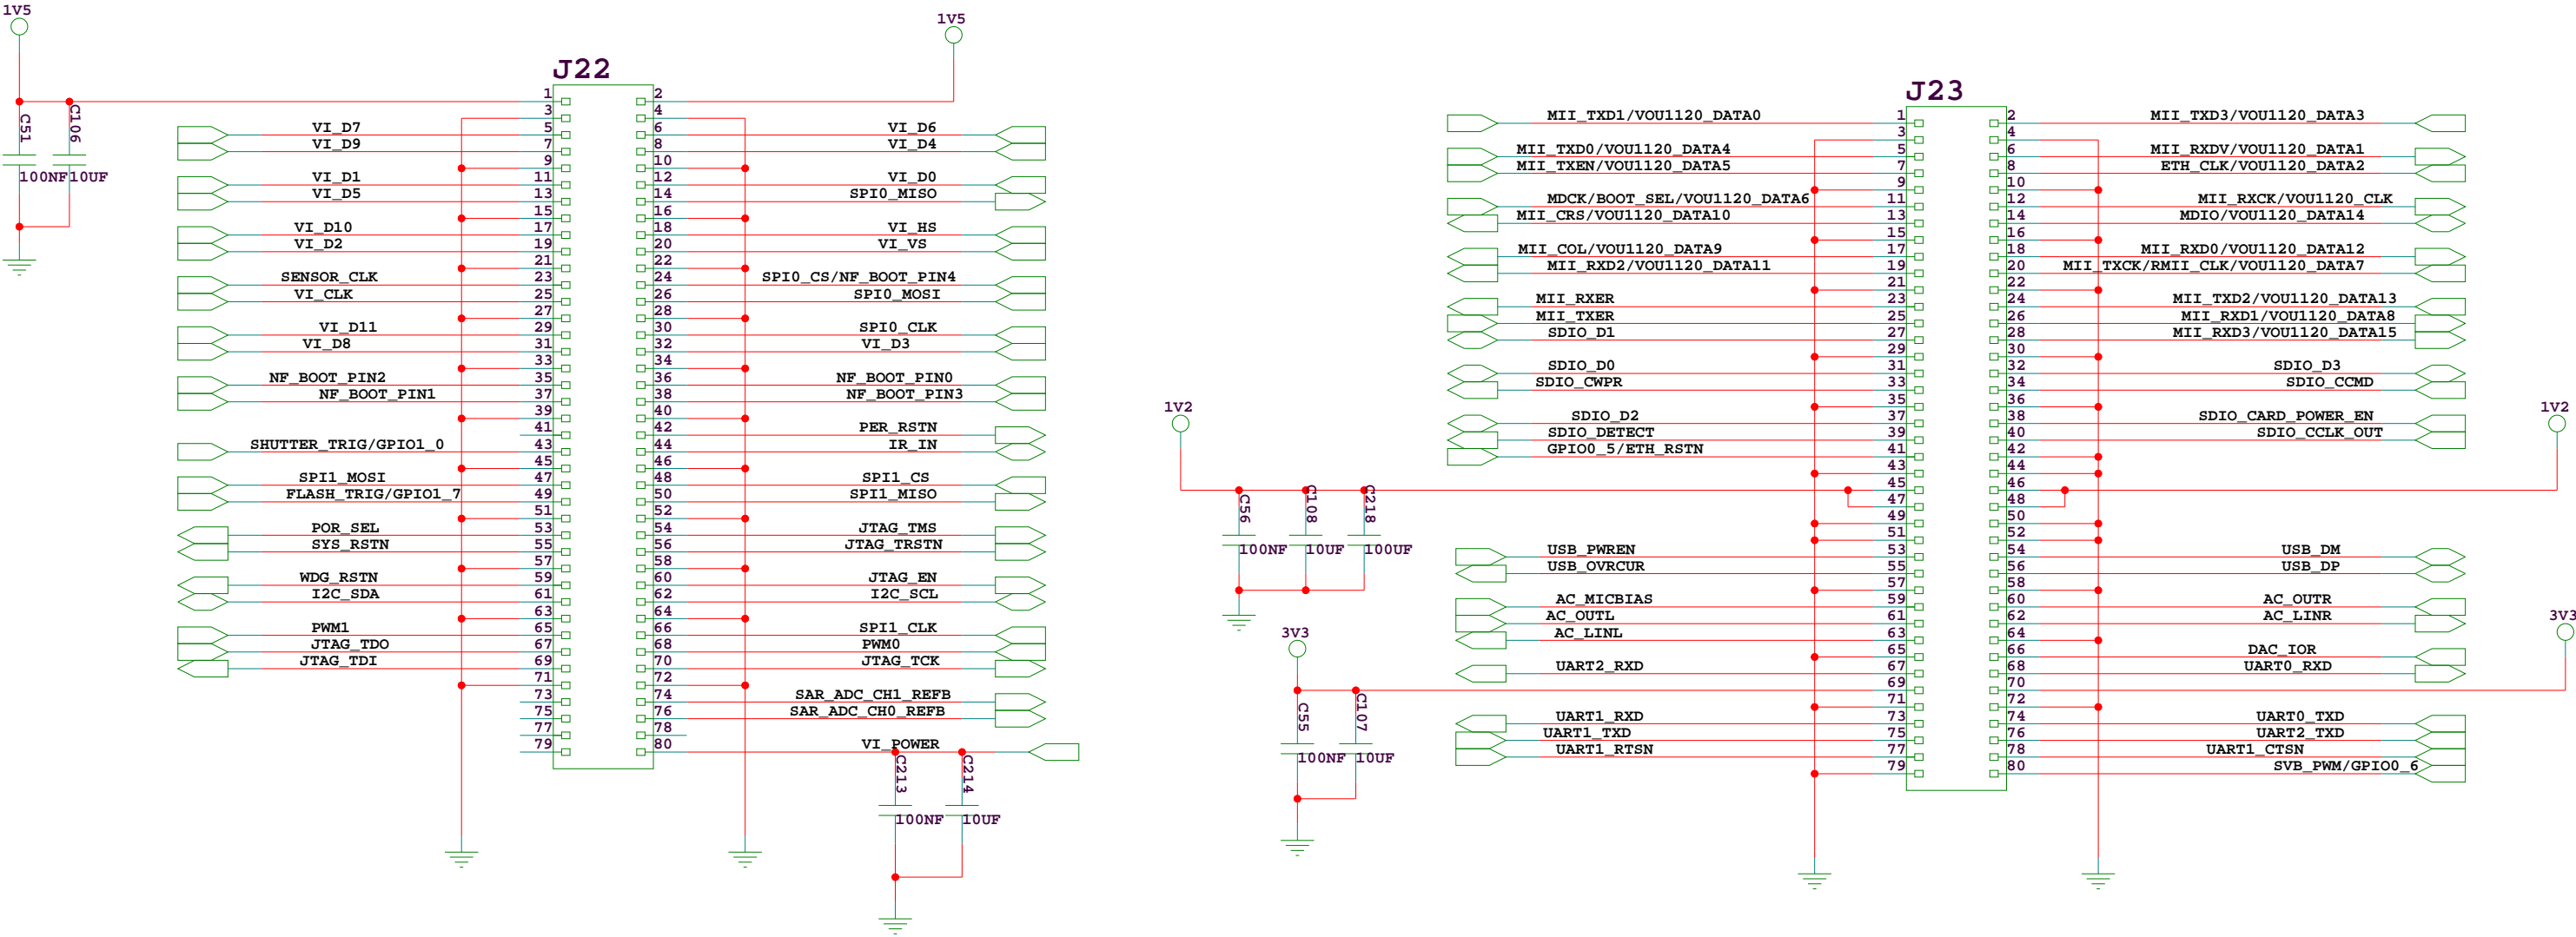 1V5
1V5
J22
C51
100NF
C106
10UF
1 2
3 4
VI_D7 5 6 VI_D6
VI_D9 7 8 VI_D4
9 10
VI_D1 11 12 VI_D0
VI_D5 13 14 SPI0_MISO
15 16
VI_D10 17 18 VI_HS
VI_D2 19 20 VI_VS
21 22
SENSOR_CLK 23 24 SPI0_CS/NF_BOOT_PIN4
VI_CLK 25 26 SPI0_MOSI
27 28
VI_D11 29 30 SPI0_CLK
VI_D8 31 32 VI_D3
33 34
NF_BOOT_PIN2 35 36 NF_BOOT_PIN0
NF_BOOT_PIN1 37 38 NF_BOOT_PIN3
39 40
41 42 PER_RSTN
SHUTTER_TRIG/GPIO1_0 43 44 IR_IN
45 46
SPI1_MOSI 47 48 SPI1_CS
FLASH_TRIG/GPIO1_7 49 50 SPI1_MISO
51 52
POR_SEL 53 54 JTAG_TMS
SYS_RSTN 55 56 JTAG_TRSTN
57 58
WDG_RSTN 59 60 JTAG_EN
I2C_SDA 61 62 I2C_SCL
63 64
PWM1 65 66 SPI1_CLK
JTAG_TDO 67 68 PWM0
JTAG_TDI 69 70 JTAG_TCK
71 72
73 74 SAR_ADC_CH1_REFB
75 76 SAR_ADC_CH0_REFB
77 78
79 80 VI_POWER
C213
100NF
C214
10UF
J23
MII_TXD1/VOU1120_DATA0 1 2 MII_TXD3/VOU1120_DATA3
3 4
MII_TXD0/VOU1120_DATA4 5 6 MII_RXDV/VOU1120_DATA1
MII_TXEN/VOU1120_DATA5 7 8 ETH_CLK/VOU1120_DATA2
9 10
MDCK/BOOT_SEL/VOU1120_DATA6 11 12 MII_RXCK/VOU1120_CLK
MII_CRS/VOU1120_DATA10 13 14 MDIO/VOU1120_DATA14
15 16
MII_COL/VOU1120_DATA9 17 18 MII_RXD0/VOU1120_DATA12
MII_RXD2/VOU1120_DATA11 19 20 MII_TXCK/RMII_CLK/VOU1120_DATA7
21 22
MII_RXER 23 24 MII_TXD2/VOU1120_DATA13
MII_TXER 25 26 MII_RXD1/VOU1120_DATA8
SDIO_D1 27 28 MII_RXD3/VOU1120_DATA15
29 30
SDIO_D0 31 32 SDIO_D3
SDIO_CWPR 33 34 SDIO_CCMD
35 36
SDIO_D2 37 38 SDIO_CARD_POWER_EN
SDIO_DETECT 39 40 SDIO_CCLK_OUT
GPIO0_5/ETH_RSTN 41 42
43 44
1V2
1V2
45 46
47 48
49 50
51 52
C56
100NF
C108
10UF
C218
100UF
USB_PWREN 53 54 USB_DM
USB_OVRCUR 55 56 USB_DP
57 58
AC_MICBIAS 59 60 AC_OUTR
AC_OUTL 61 62 AC_LINR
AC_LINL 63 64
65 66 DAC_IOR
UART2_RXD 67 68 UART0_RXD
3V3
3V3
69 70
71 72
C55
100NF
C107
10UF
UART1_RXD 73 74 UART0_TXD
UART1_TXD 75 76 UART2_TXD
UART1_RTSN 77 78 UART1_CTSN
79 80 SVB_PWM/GPIO0_6